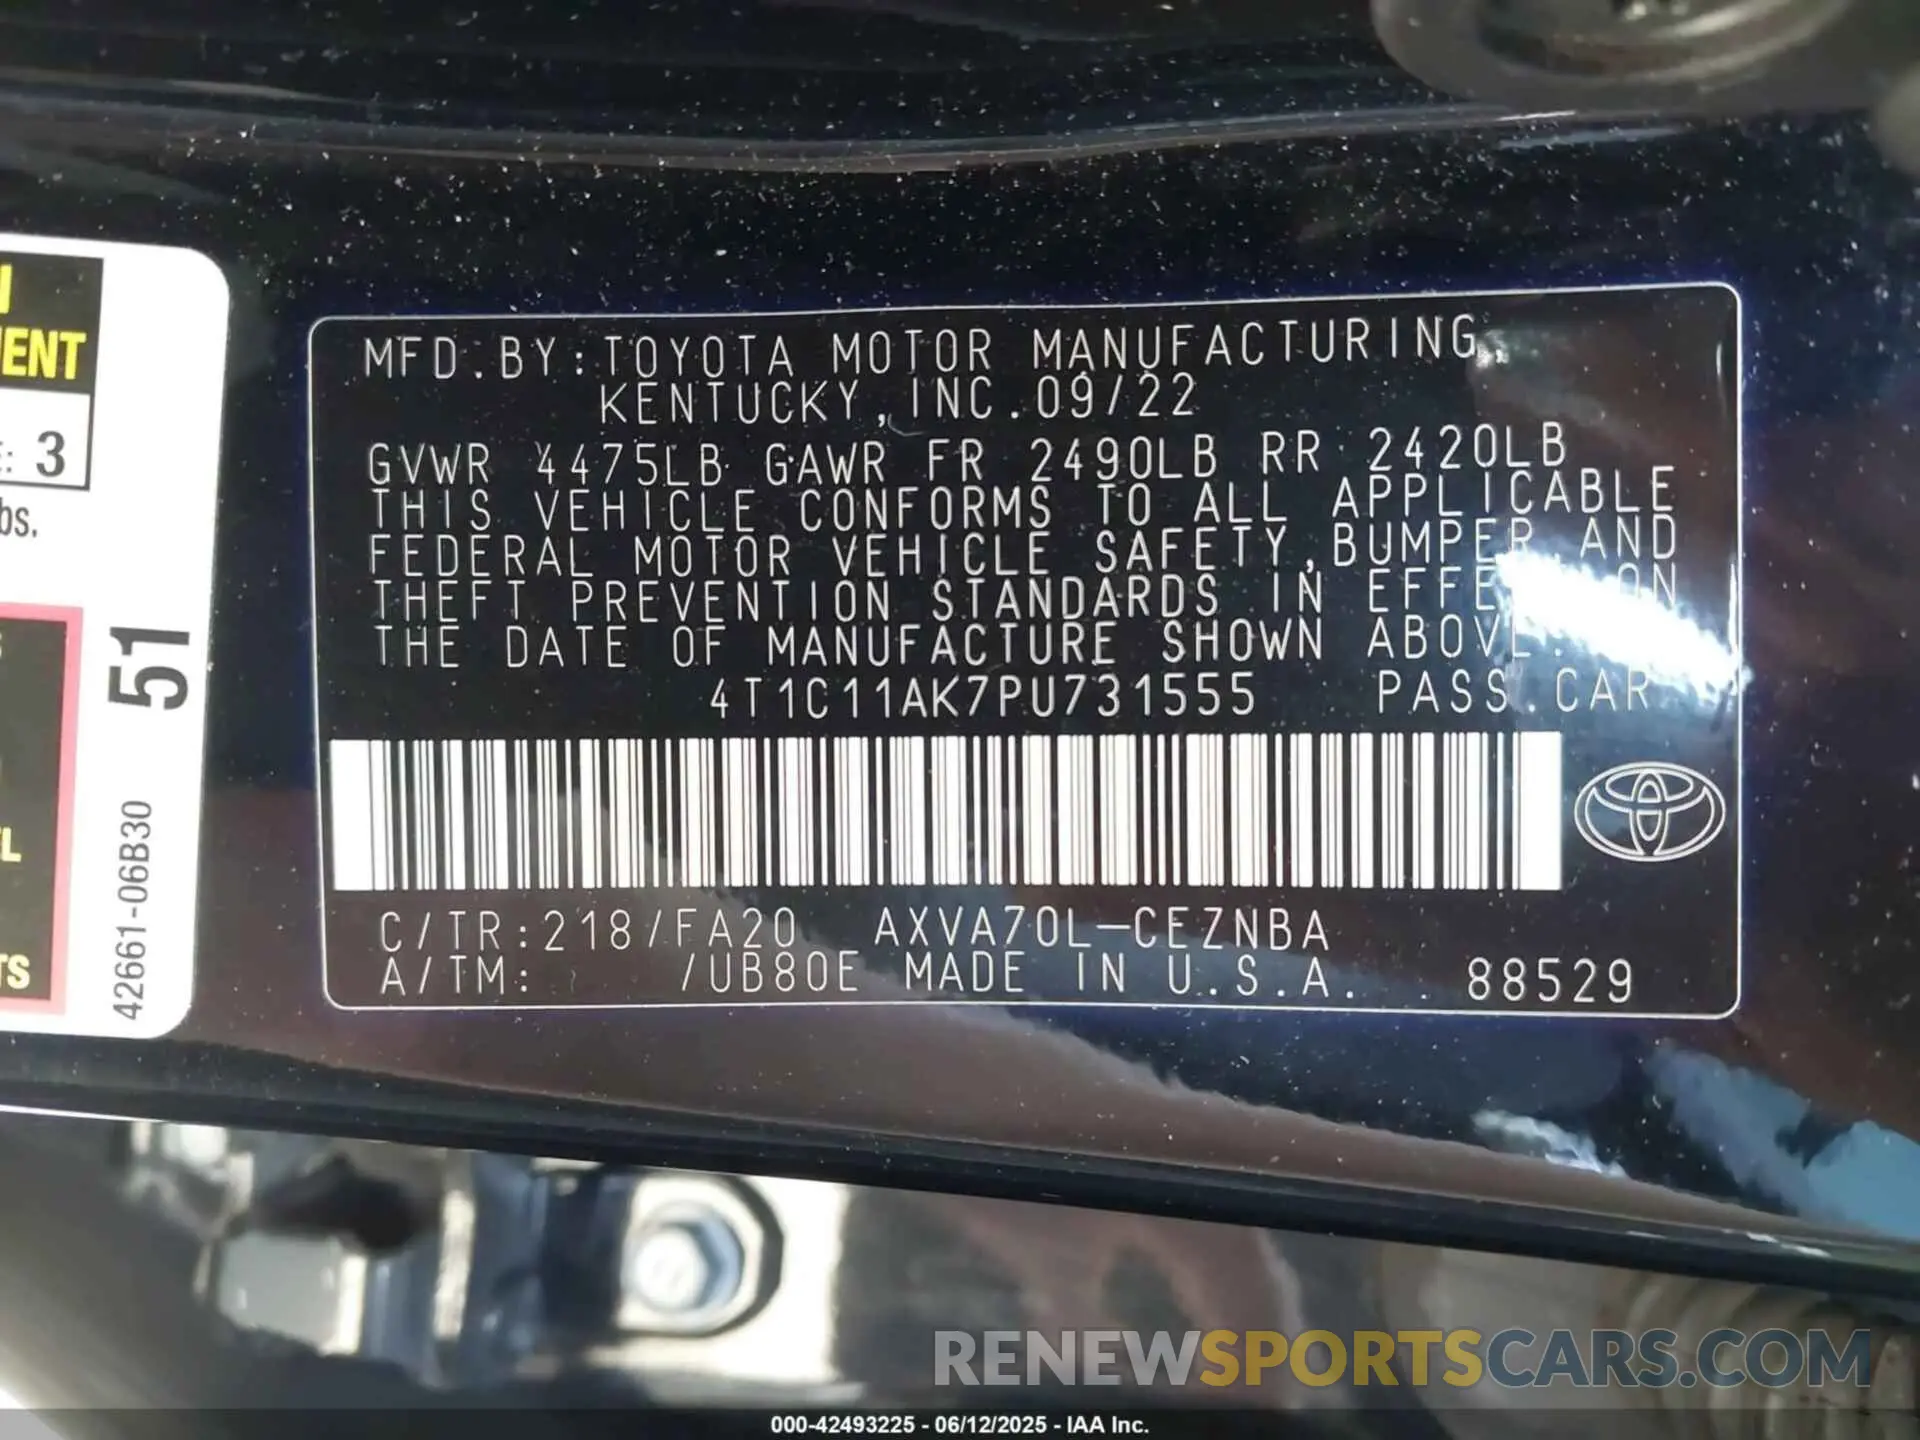 MFD.BY:TOYOTA MOTOR MANUFACTURING,
KENTUCKY,INC.09/22
GVWR 4475LB GAWR FR 2490LB RR 2420LB
THIS VEHICLE CONFORMS TO ALL APPLICABLE
FEDERAL MOTOR VEHICLE SAFETY,BUMPER AND
THEFT PREVENTION STANDARDS IN ON
THE DATE OF MANUFACTURE SHOWN
4T1C11AK7PU731555 PASS.CAR
C/TR:218/FA20 AXVA70L-CEZNBA
A/TM: /UB80E MADE IN U.S.A. 88529
ENT
: 3
bs.
51
42661-06B30
TS
RENEWSPORTSCARS.COM
000-42493225 - 06/12/2025 - IAA Inc.